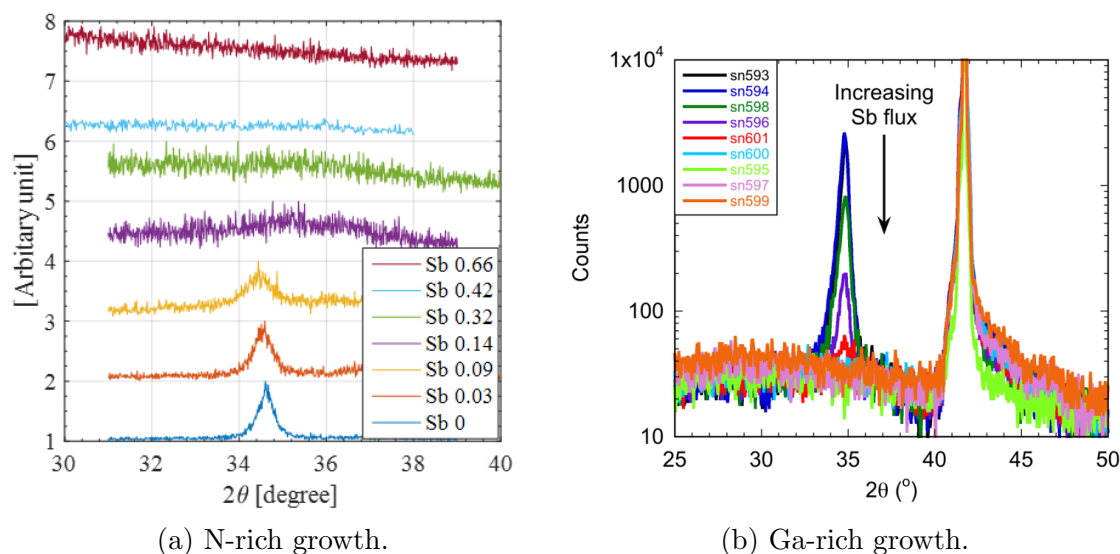 8
7
6
5
4
3
2
1
[Arbitary unit]
Sb 0.66
Sb 0.42
Sb 0.32
Sb 0.14
Sb 0.09
Sb 0.03
Sb 0
30 32 34 36 38 40
2θ [degree]
(a) N-rich growth.
1x10⁴
1000
100
10
Counts
sn593
sn594
sn598
sn596
sn601
sn600
sn595
sn597
sn599
Increasing
Sb flux
25 30 35 40 45 50
2θ (°)
(b) Ga-rich growth.